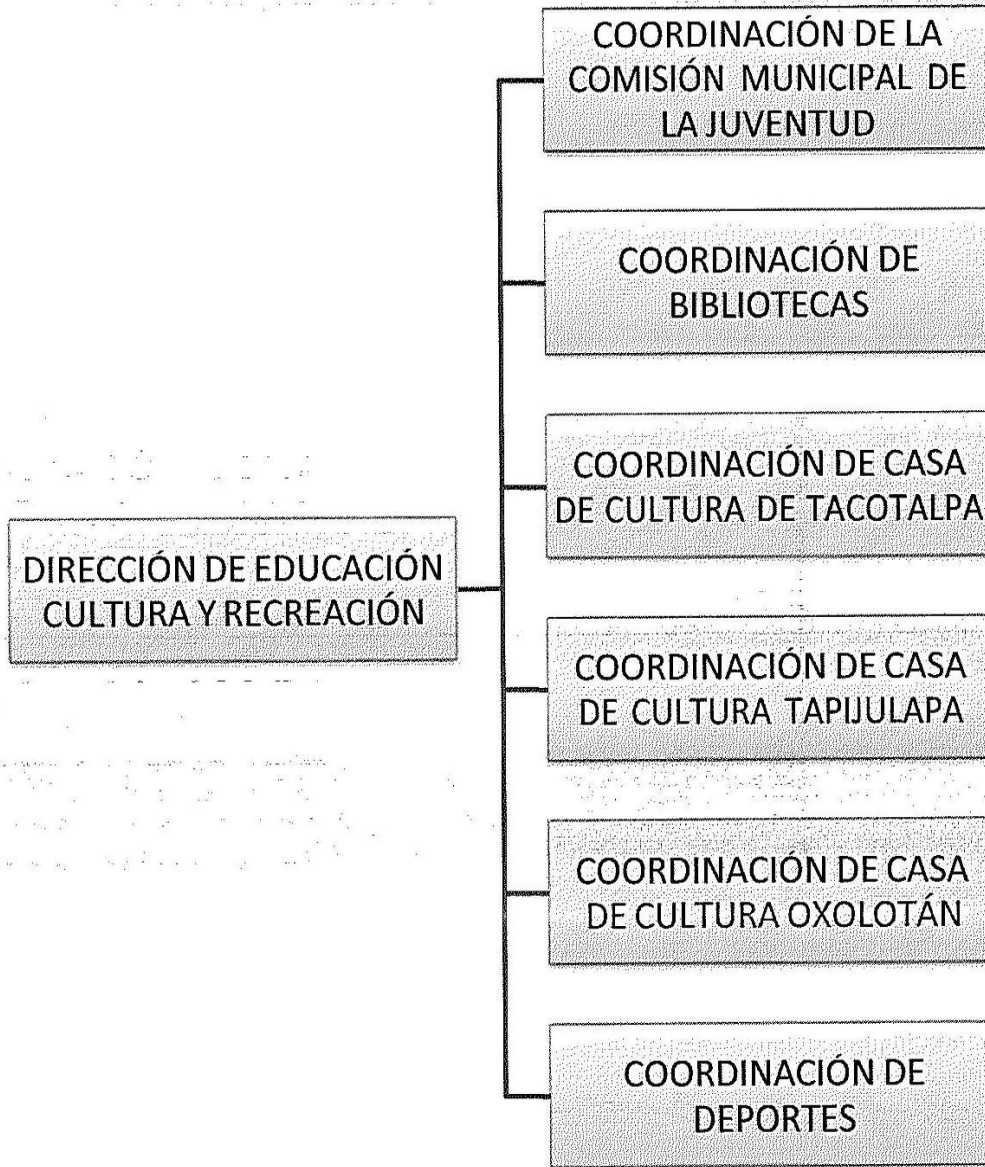 COORDINACIÓN DE LA
COMISIÓN MUNICIPAL DE
LA JUVENTUD
COORDINACIÓN DE
BIBLIOTECAS
COORDINACIÓN DE CASA
DE CULTURA DE TACOTALPA
DIRECCIÓN DE EDUCACIÓN
CULTURA Y RECREACIÓN
COORDINACIÓN DE CASA
DE CULTURA TAPIJULAPA
COORDINACIÓN DE CASA
DE CULTURA OXOLOTÁN
COORDINACIÓN DE
DEPORTES